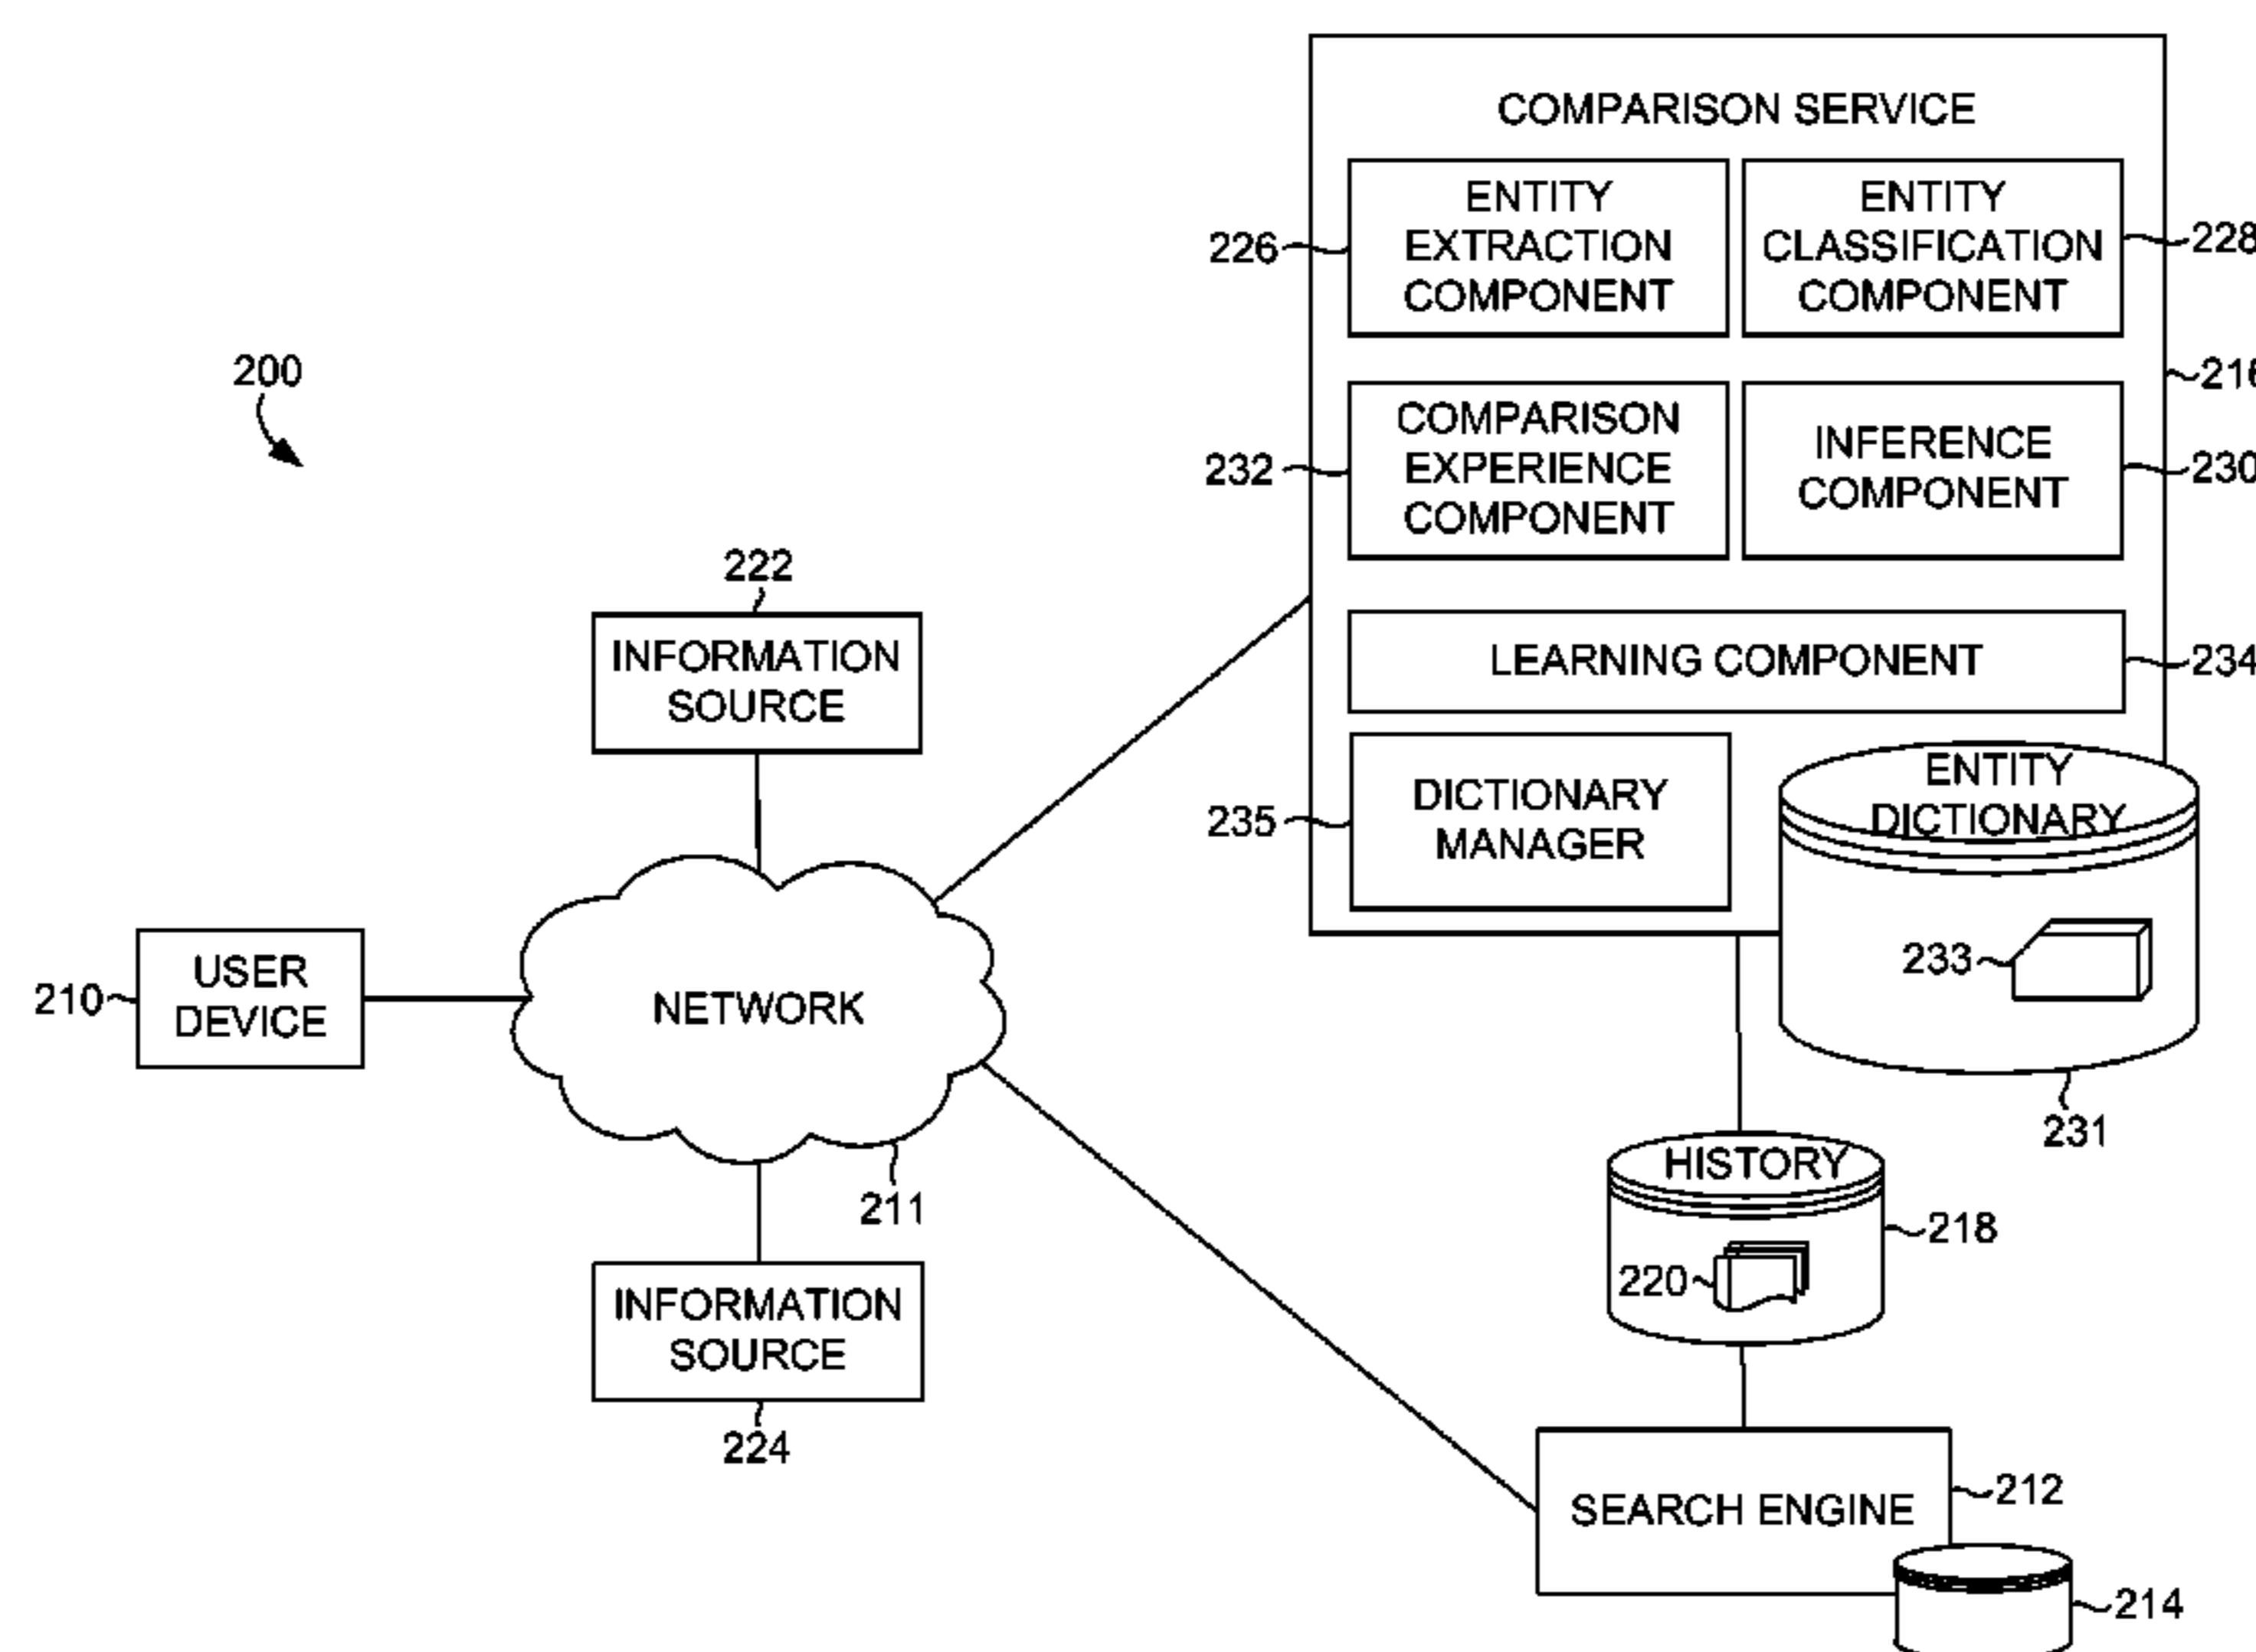 COMPARISON SERVICE
ENTITY
EXTRACTION
COMPONENT
226
ENTITY
CLASSIFICATION
COMPONENT
228
200
216
COMPARISON
EXPERIENCE
COMPONENT
232
INFERENCE
COMPONENT
230
222
INFORMATION
SOURCE
LEARNING COMPONENT
234
DICTIONARY
MANAGER
235
ENTITY
DICTIONARY
233
231
USER
DEVICE
210
NETWORK
211
HISTORY
218
220
INFORMATION
SOURCE
224
SEARCH ENGINE
212
214